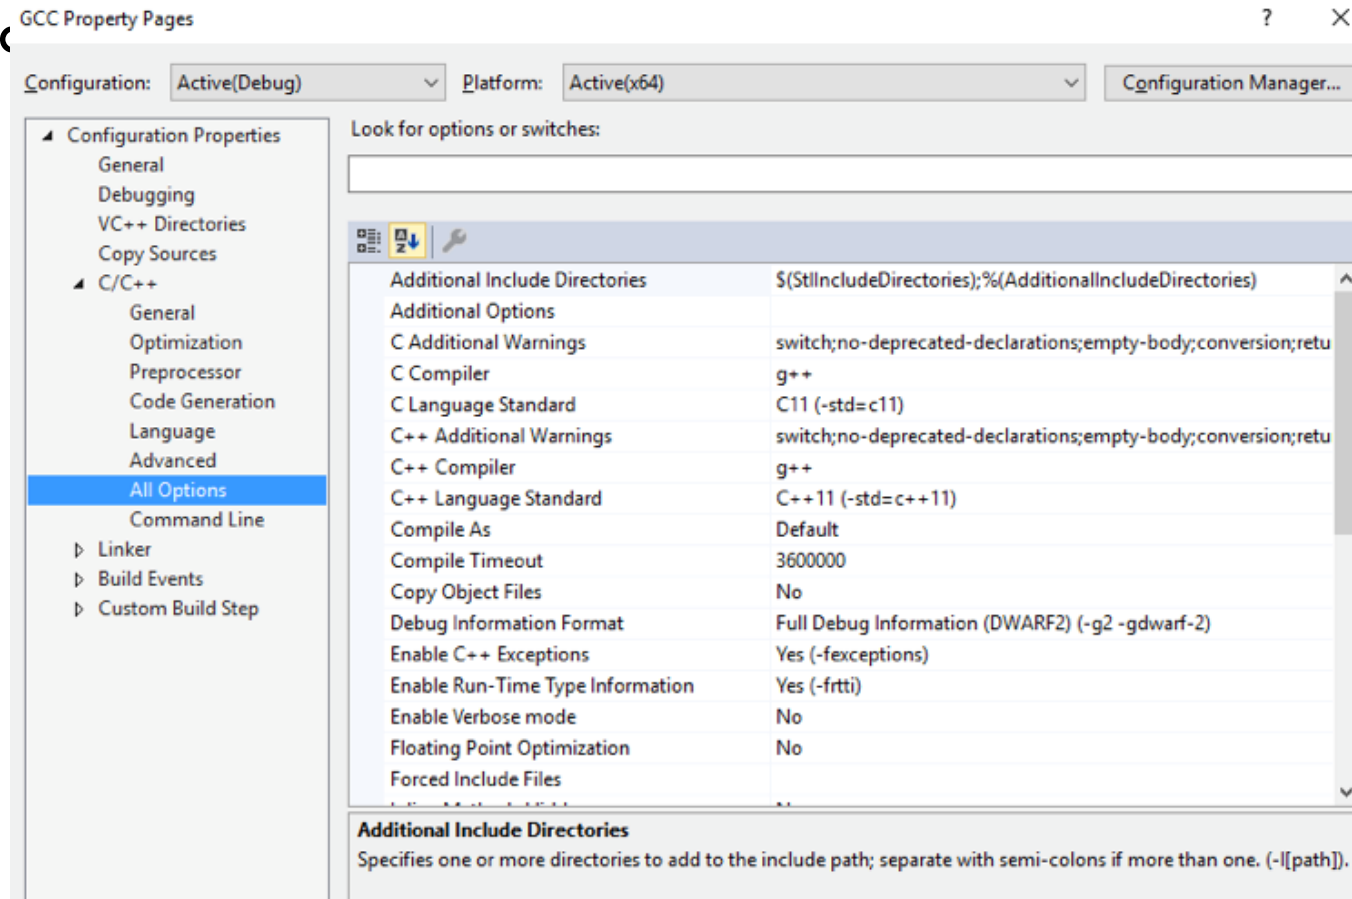 GCC Property Pages
?
Configuration: Active(Debug) Platform: Active(x64) Configuration Manager...
Configuration Properties
General
Debugging
VC++ Directories
Copy Sources
C/C++
General
Optimization
Preprocessor
Code Generation
Language
Advanced
All Options
Command Line
Linker
Build Events
Custom Build Step
Look for options or switches:
Additional Include Directories $(StlIncludeDirectories);%(AdditionalIncludeDirectories)
Additional Options
C Additional Warnings switch;no-deprecated-declarations;empty-body;conversion;retu
C Compiler g++
C Language Standard C11 (-std=c11)
C++ Additional Warnings switch;no-deprecated-declarations;empty-body;conversion;retu
C++ Compiler g++
C++ Language Standard C++11 (-std=c++11)
Compile As Default
Compile Timeout 3600000
Copy Object Files No
Debug Information Format Full Debug Information (DWARF2) (-g2 -gdwarf-2)
Enable C++ Exceptions Yes (-fexceptions)
Enable Run-Time Type Information Yes (-frtti)
Enable Verbose mode No
Floating Point Optimization No
Forced Include Files
Additional Include Directories
Specifies one or more directories to add to the include path; separate with semi-colons if more than one. (-I[path]).